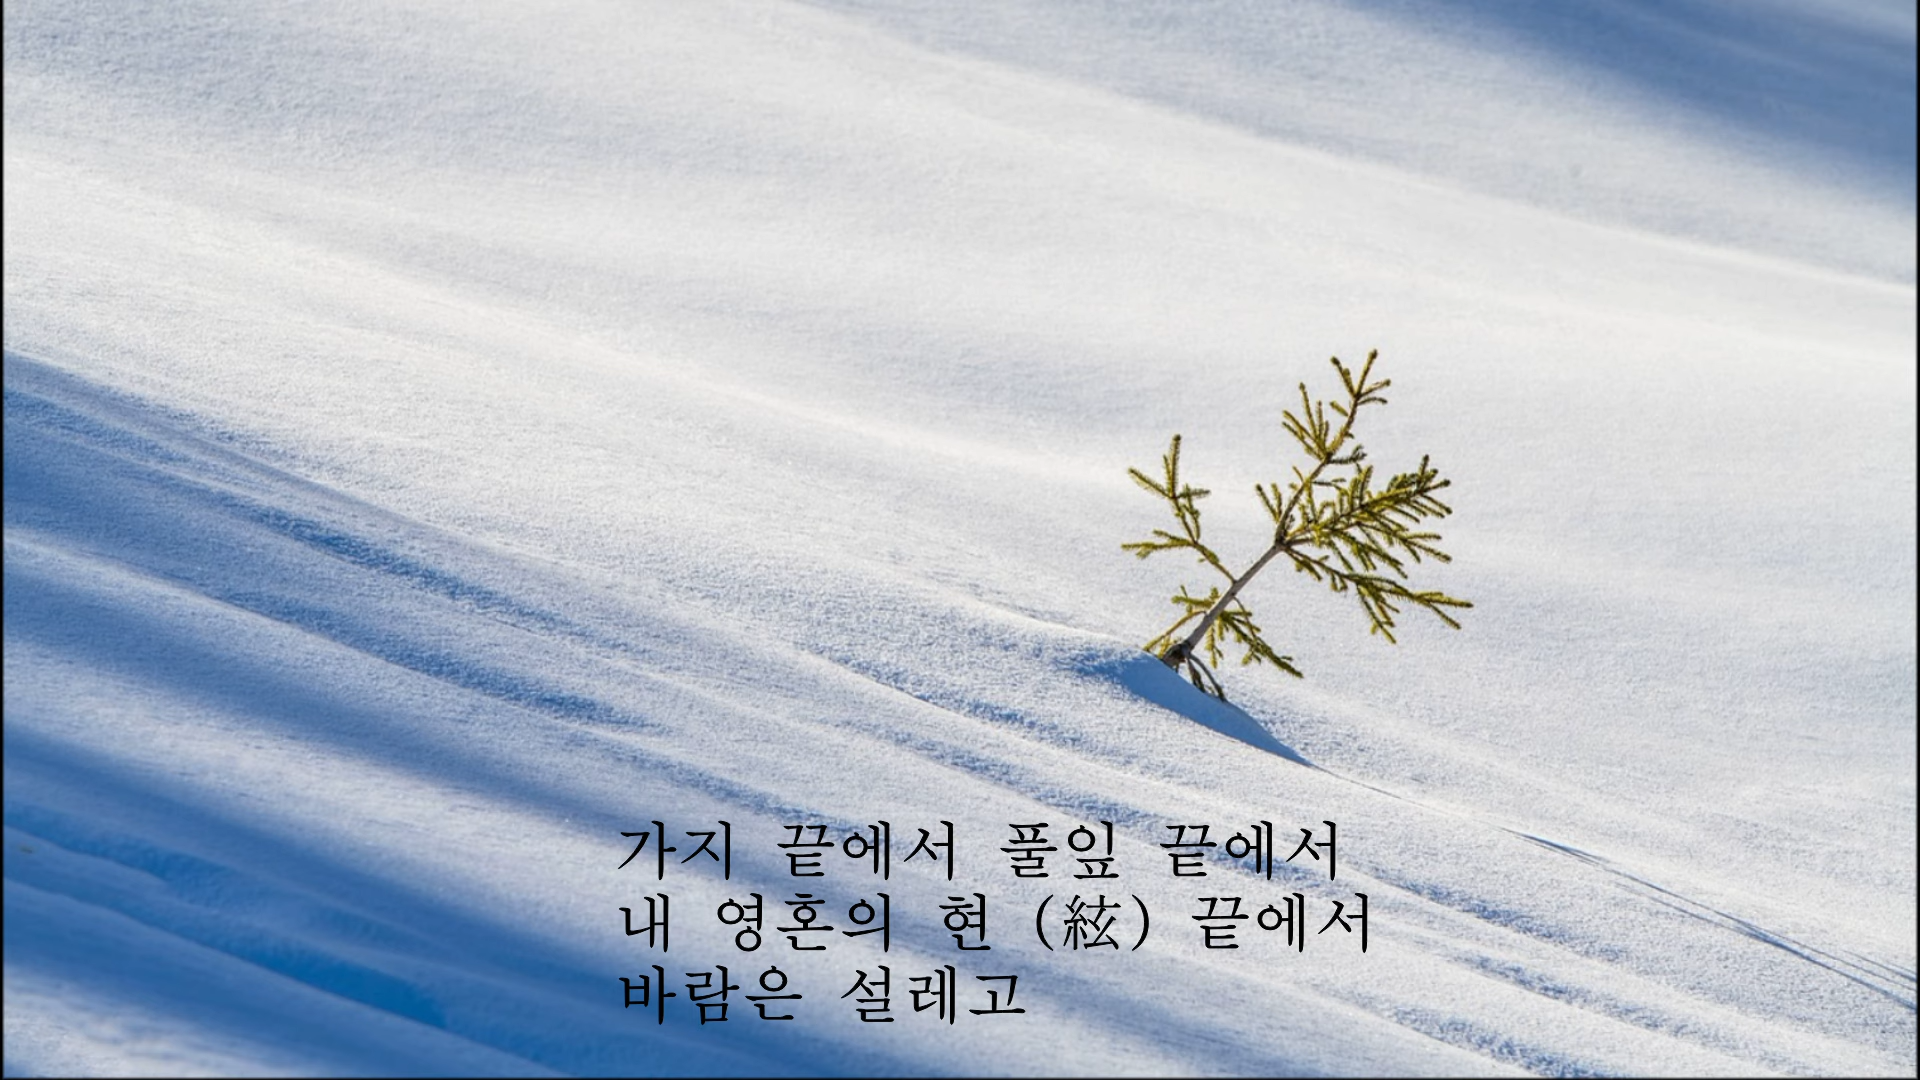 가지 끝에서 풀잎 끝에서
내 영혼의 현 (絃) 끝에서
바람은 설레고